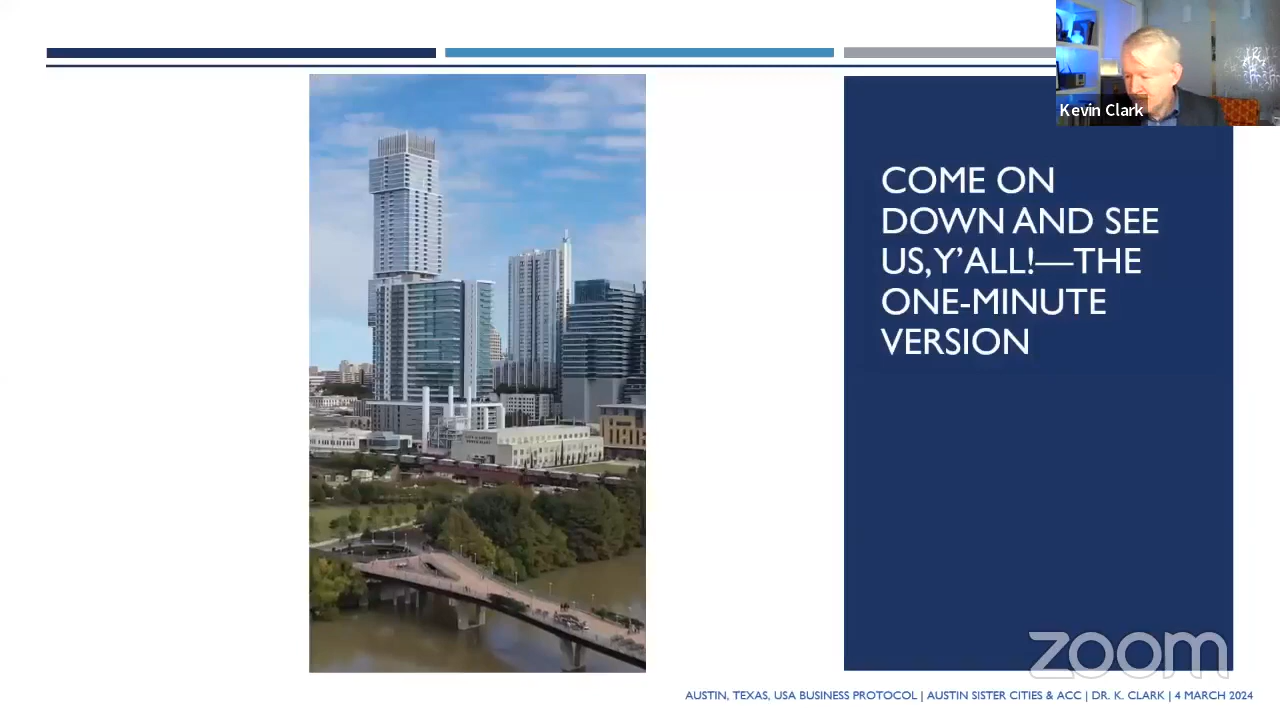 Kevin Clark
COME ON
DOWN AND SEE
US, Y'ALL!—THE
ONE-MINUTE
VERSION
zoom
AUSTIN, TEXAS, USA BUSINESS PROTOCOL | AUSTIN SISTER CITIES & ACC | DR. K. CLARK | 4 MARCH 2024